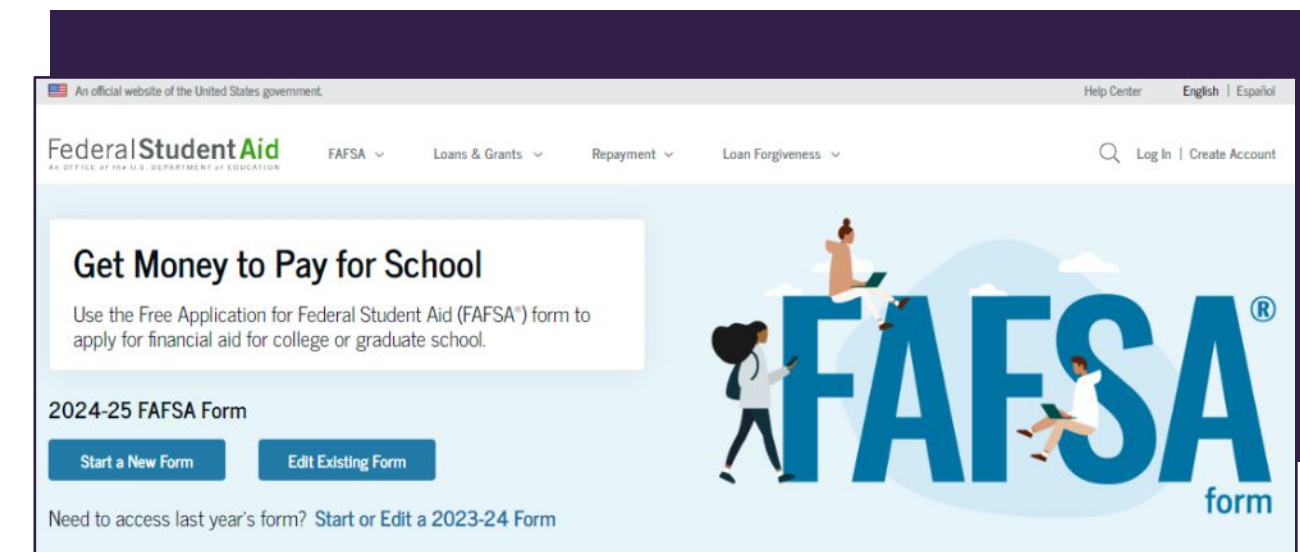 An official website of the United States government.
Help Center English | Español
FederalStudentAid
An OFFICE of the U.S. DEPARTMENT of EDUCATION
FAFSA Loans & Grants Repayment Loan Forgiveness Log In | Create Account
Get Money to Pay for School
Use the Free Application for Federal Student Aid (FAFSA®) form to
apply for financial aid for college or graduate school.
2024-25 FAFSA Form
Start a New Form Edit Existing Form
Need to access last year's form? Start or Edit a 2023-24 Form
FAFSA®
form